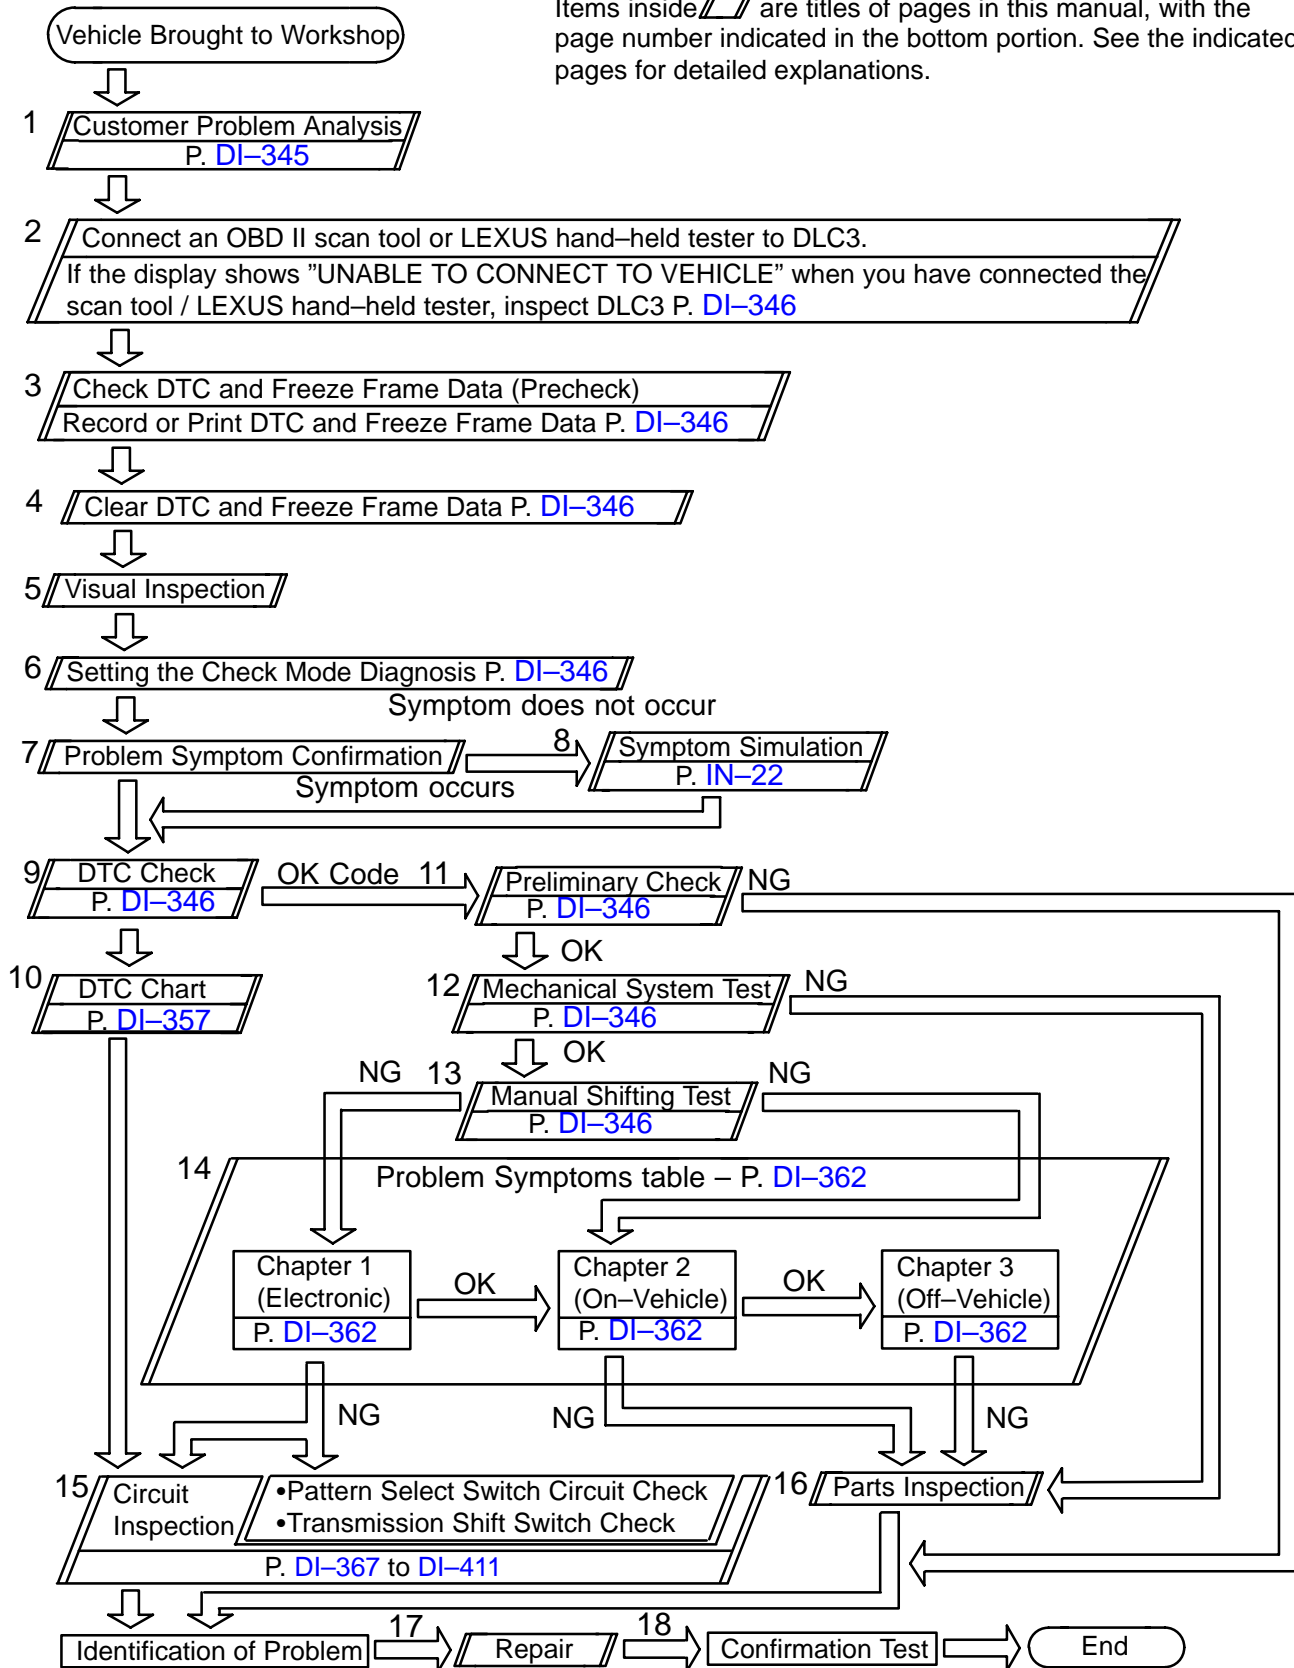 Items inside are titles of pages in this manual, with the
page number indicated in the bottom portion. See the indicated
pages for detailed explanations.
Vehicle Brought to Workshop
1
Customer Problem Analysis
P. DI–345
2
Connect an OBD II scan tool or LEXUS hand–held tester to DLC3.
If the display shows ”UNABLE TO CONNECT TO VEHICLE” when you have connected the
scan tool / LEXUS hand–held tester, inspect DLC3 P. DI–346
3
Check DTC and Freeze Frame Data (Precheck)
Record or Print DTC and Freeze Frame Data P. DI–346
4
Clear DTC and Freeze Frame Data P. DI–346
5
Visual Inspection
6
Setting the Check Mode Diagnosis P. DI–346
Symptom does not occur
7
Problem Symptom Confirmation
8
Symptom Simulation
P. IN–22
Symptom occurs
9
DTC Check
P. DI–346
OK Code
11
Preliminary Check
P. DI–346
NG
OK
10
DTC Chart
P. DI–357
12
Mechanical System Test
P. DI–346
NG
OK
NG
13
Manual Shifting Test
P. DI–346
NG
14
Problem Symptoms table – P. DI–362
Chapter 1
(Electronic)
P. DI–362
OK
Chapter 2
(On–Vehicle)
P. DI–362
OK
Chapter 3
(Off–Vehicle)
P. DI–362
NG
NG
NG
15
Circuit
Inspection
•Pattern Select Switch Circuit Check
•Transmission Shift Switch Check
P. DI–367 to DI–411
16
Parts Inspection
Identification of Problem
17
Repair
18
Confirmation Test
End